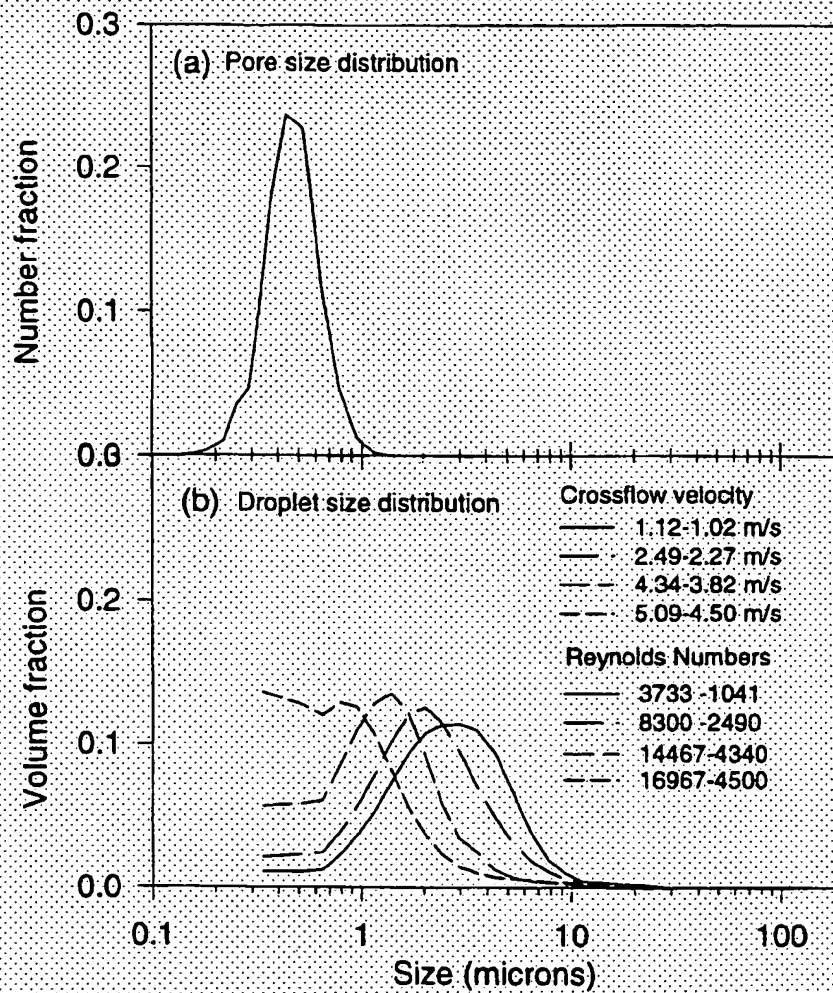 0.3
(a) Pore size distribution
0.2
Number fraction
0.1
0.0
(b) Droplet size distribution
Crossflow velocity
1.12-1.02 m/s
2.49-2.27 m/s
4.34-3.82 m/s
5.09-4.50 m/s
0.2
Reynolds Numbers
3733 -1041
8300 -2490
14467-4340
16967-4500
Volume fraction
0.1
0.0
0.1
1
10
100
Size (microns)